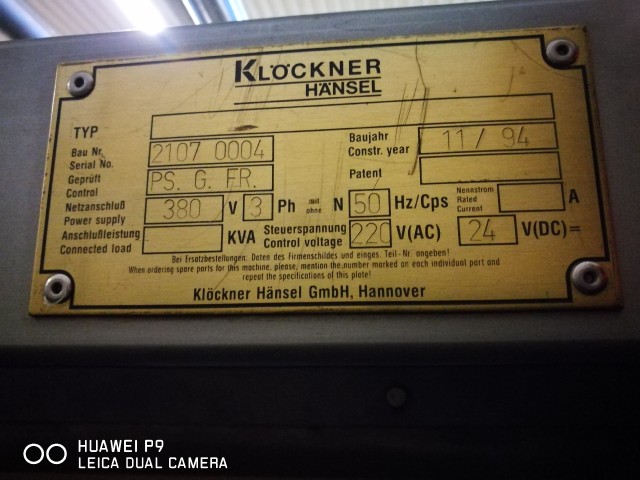 KLÖCKNER
HÄNSEL
TYP
Bau Nr. Serial No. 2107 0004 Baujahr Constr. year 11/ 94
Geprüft Control PS. G. FR. Patent
Netzanschluß Power supply 380 V 3 Ph mit ohne N 50 Hz/Cps Nennstrom Rated Current A
Anschlußleistung Connected load KVA Steuerspannung Control voltage 220 V(AC) 24 V(DC)=
Bei Ersatzbestellungen: Daten des Firmenschildes und einges. Teil-Nr angeben!
When ordering spare parts for this machine, please, mention the number marked on each individual part and
repeat the specifications of this plate!
Klöckner Hänsel GmbH, Hannover
HUAWEI P9
LEICA DUAL CAMERA